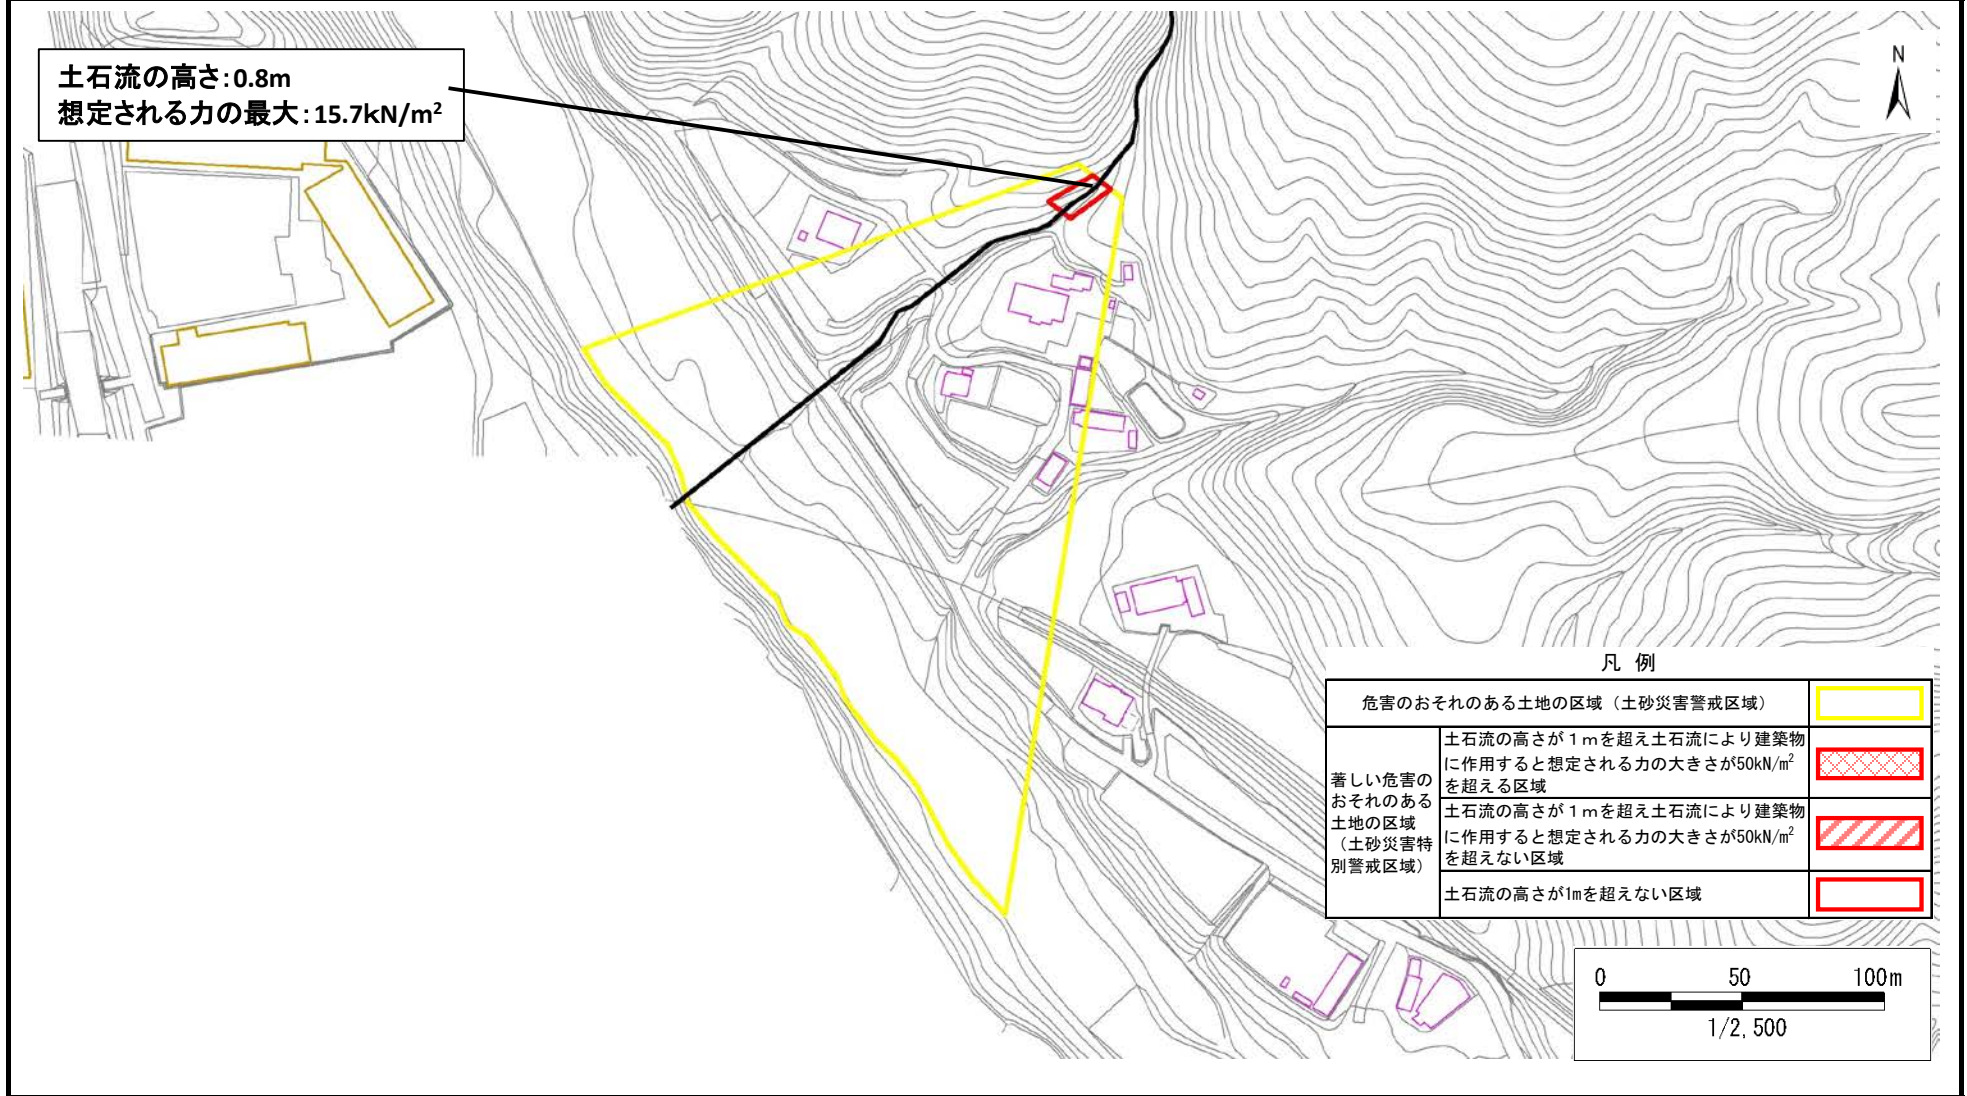 土石流の高さ:0.8m
想定される力の最大:15.7kN/m²
N
凡 例
危害のおそれのある土地の区域（土砂災害警戒区域）
著しい危害の
おそれのある
土地の区域
（土砂災害特
別警戒区域）
土石流の高さが１ｍを超え土石流により建築物
に作用すると想定される力の大きさが50kN/㎡
を超える区域
土石流の高さが１ｍを超え土石流により建築物
に作用すると想定される力の大きさが50kN/㎡
を超えない区域
土石流の高さが1mを超えない区域
0 50 100m
1/2,500